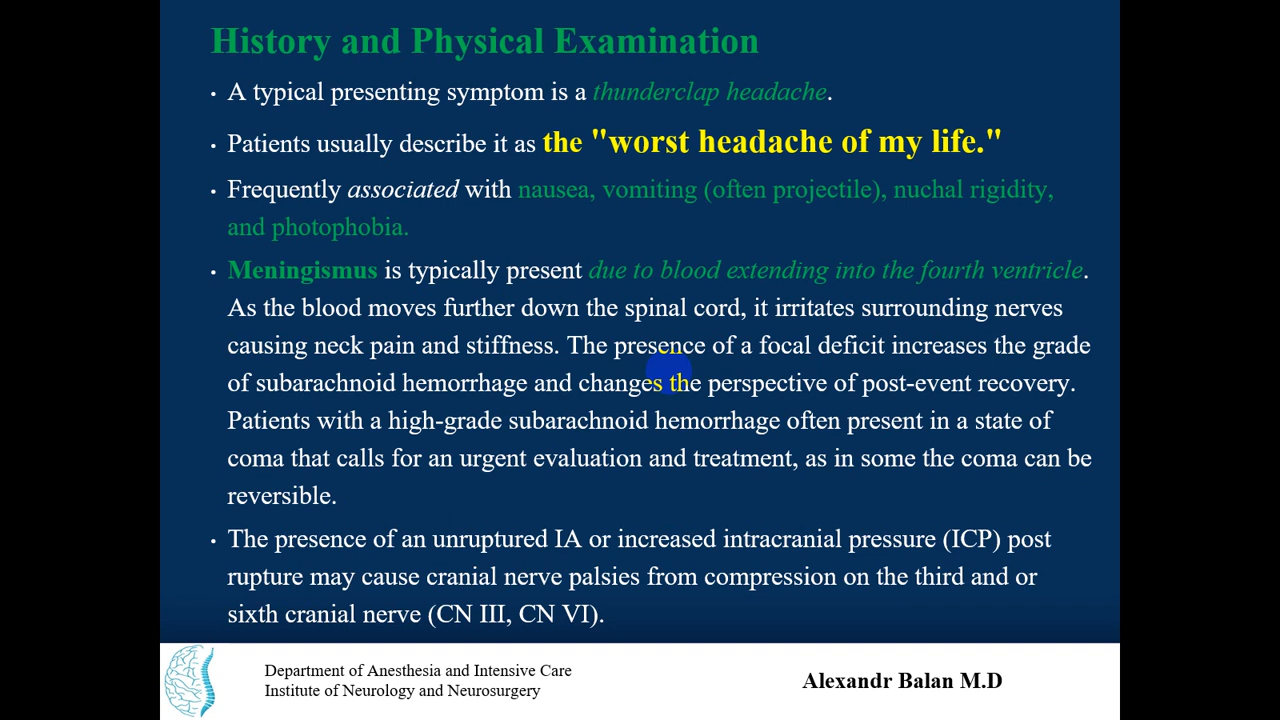 History and Physical Examination
• A typical presenting symptom is a thunderclap headache.
• Patients usually describe it as the "worst headache of my life."
• Frequently associated with nausea, vomiting (often projectile), nuchal rigidity,
and photophobia.
• Meningismus is typically present due to blood extending into the fourth ventricle.
As the blood moves further down the spinal cord, it irritates surrounding nerves
causing neck pain and stiffness. The presence of a focal deficit increases the grade
of subarachnoid hemorrhage and changes the perspective of post-event recovery.
Patients with a high-grade subarachnoid hemorrhage often present in a state of
coma that calls for an urgent evaluation and treatment, as in some the coma can be
reversible.
• The presence of an unruptured IA or increased intracranial pressure (ICP) post
rupture may cause cranial nerve palsies from compression on the third and or
sixth cranial nerve (CN III, CN VI).
Department of Anesthesia and Intensive Care
Institute of Neurology and Neurosurgery
Alexandr Balan M.D